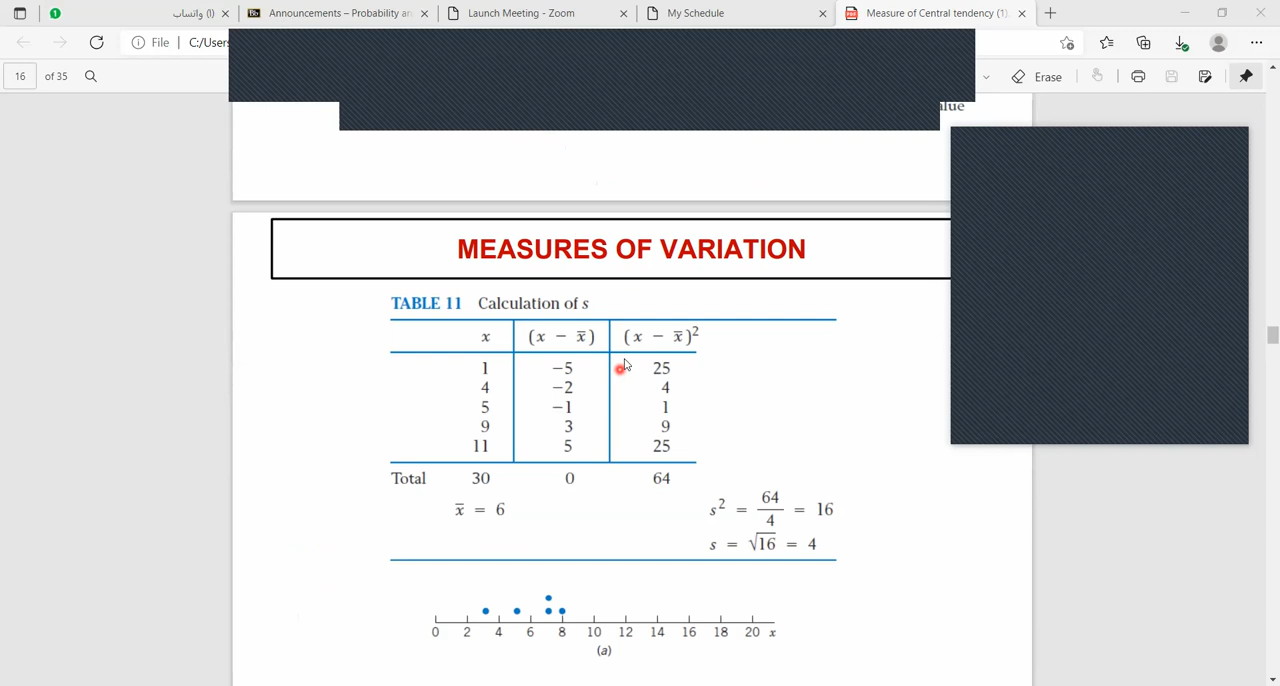 1
(1) واتساب
Announcements – Probability an
Launch Meeting - Zoom
My Schedule
Measure of Central tendency (1)
File
C:/Users
16
of 35
Erase
MEASURES OF VARIATION
TABLE 11 Calculation of s
x (x − x̄) (x − x̄)²
1 −5 25
4 −2 4
5 −1 1
9 3 9
11 5 25
Total 30 0 64
x̄ = 6
s² = 64/4 = 16
s = √16 = 4
0 2 4 6 8 10 12 14 16 18 20 x
(a)